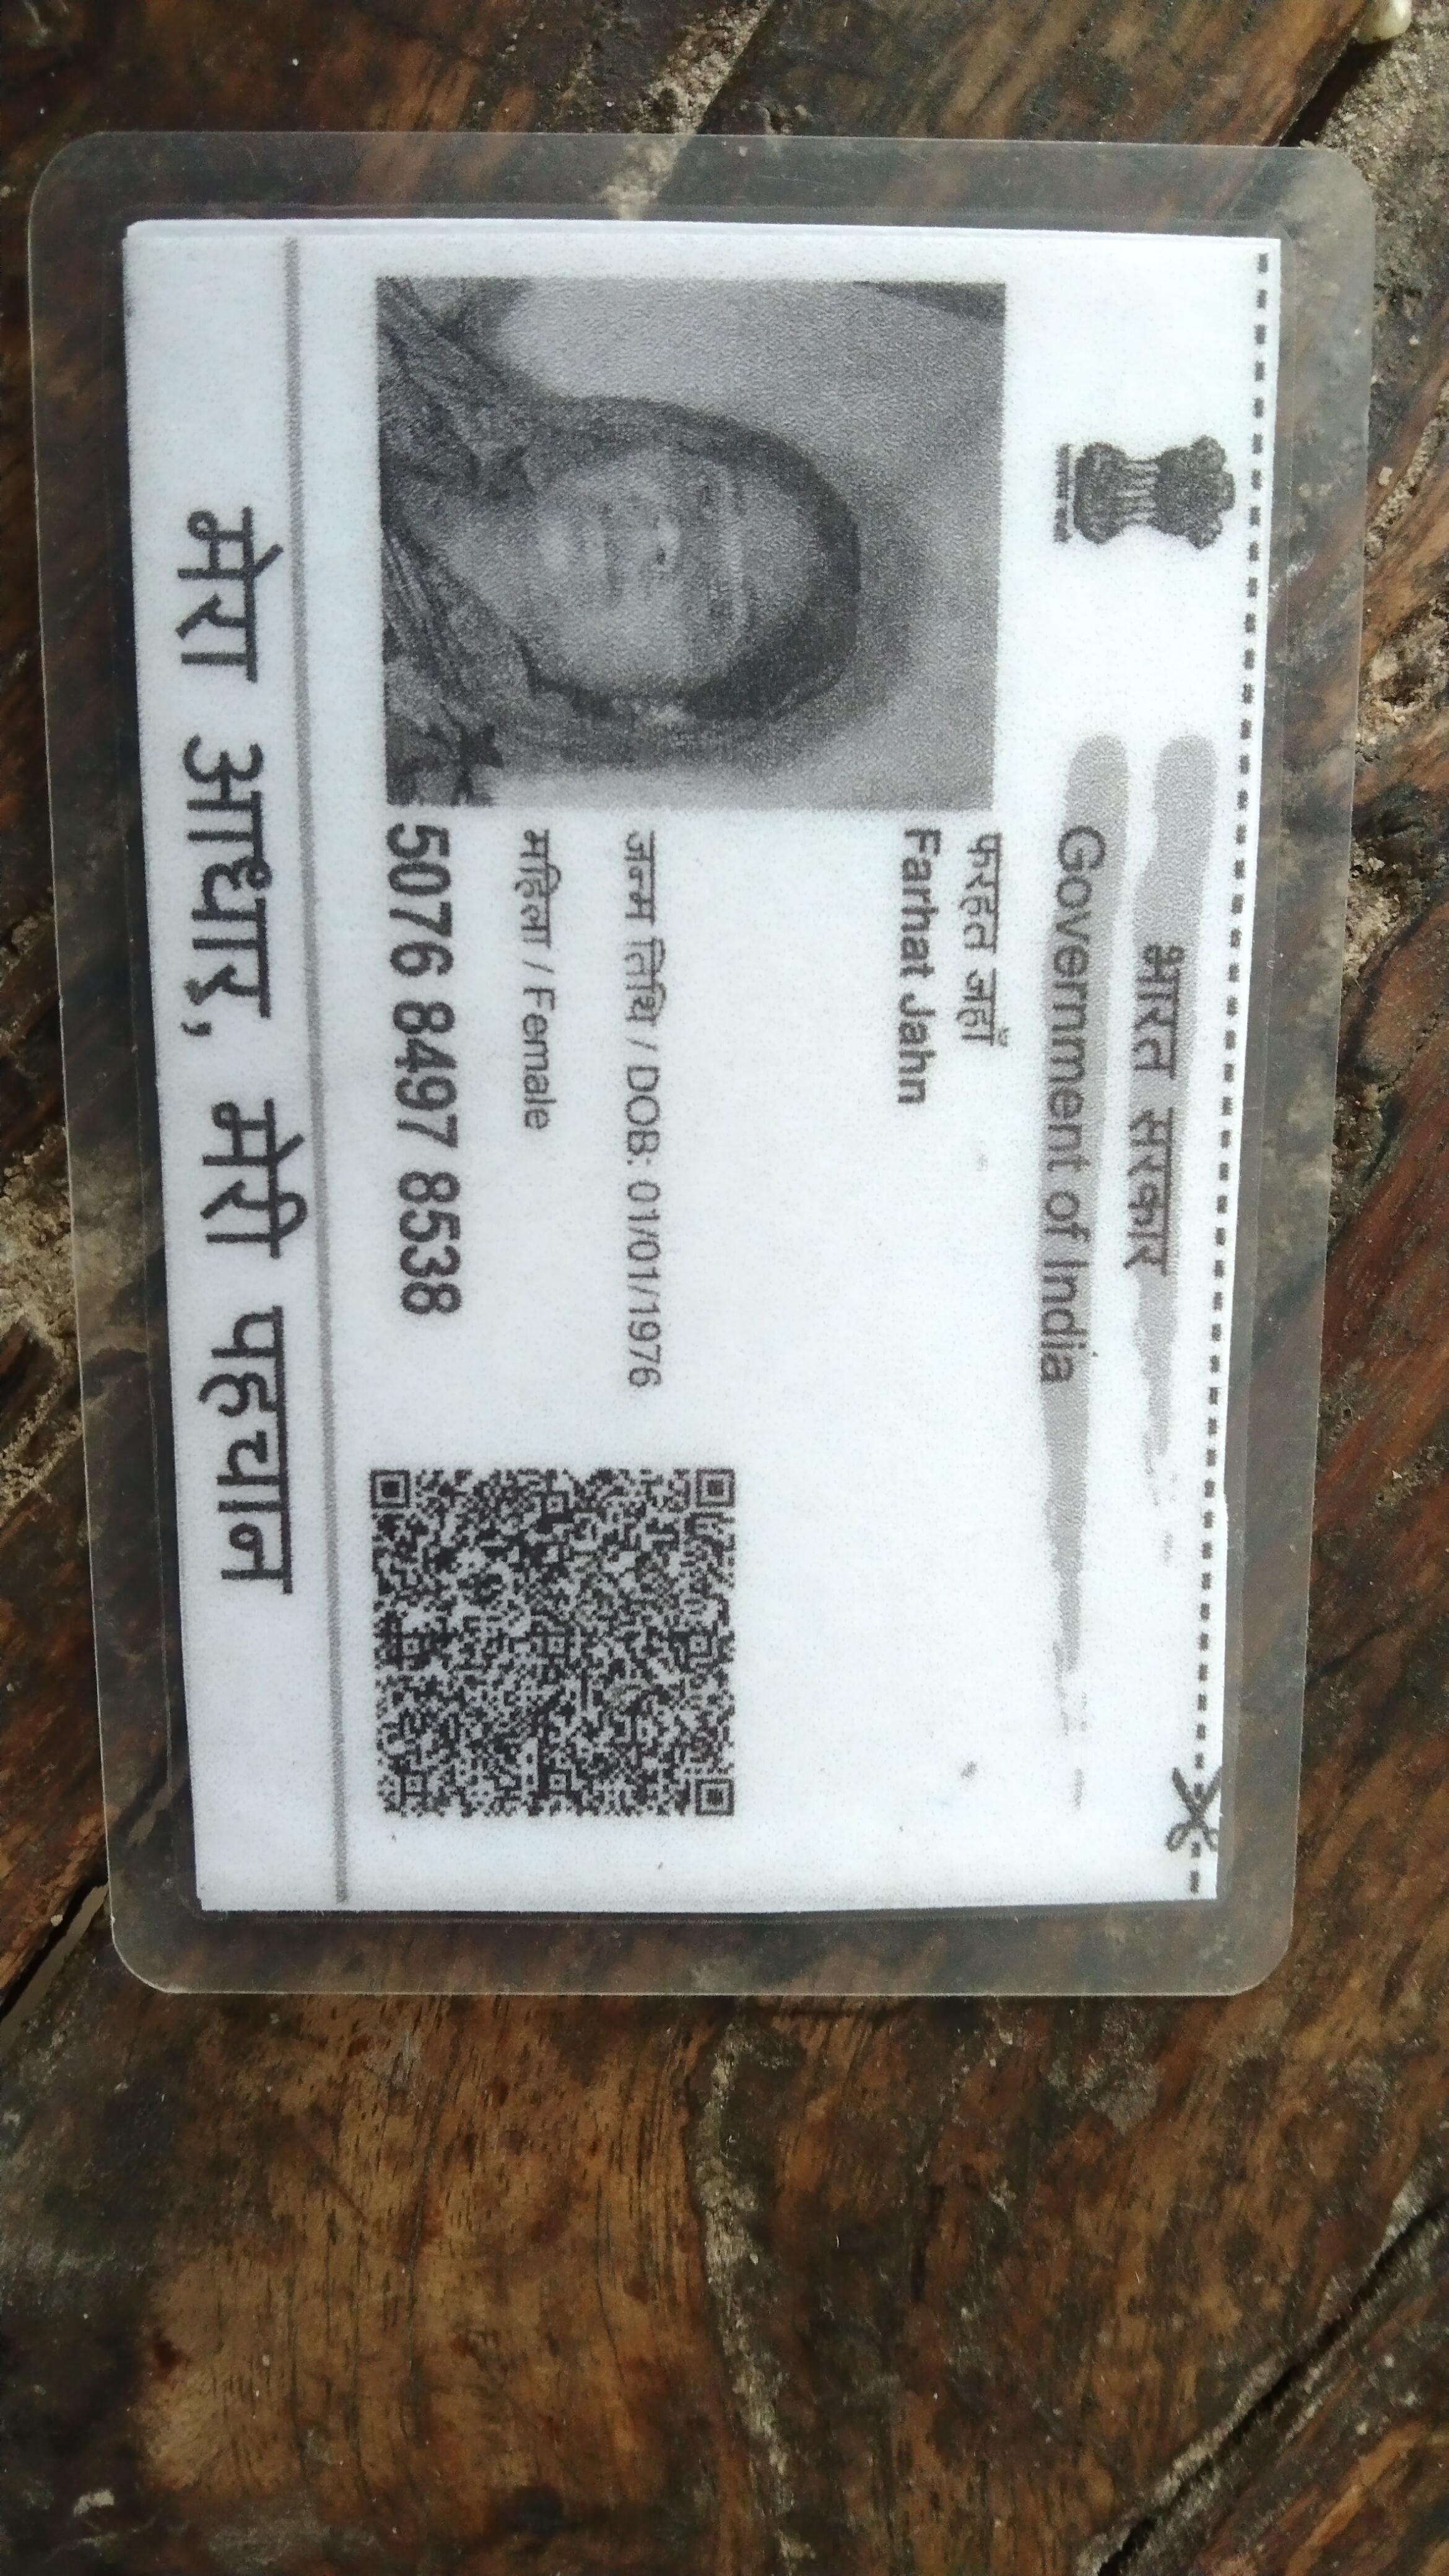 भारत सरकार
Government of India
फरहत जहाँ
Farhat Jahn
जन्म तिथि / DOB: 01/01/1976
महिला / Female
5076 8497 8538
मेरा आधार, मेरी पहचान